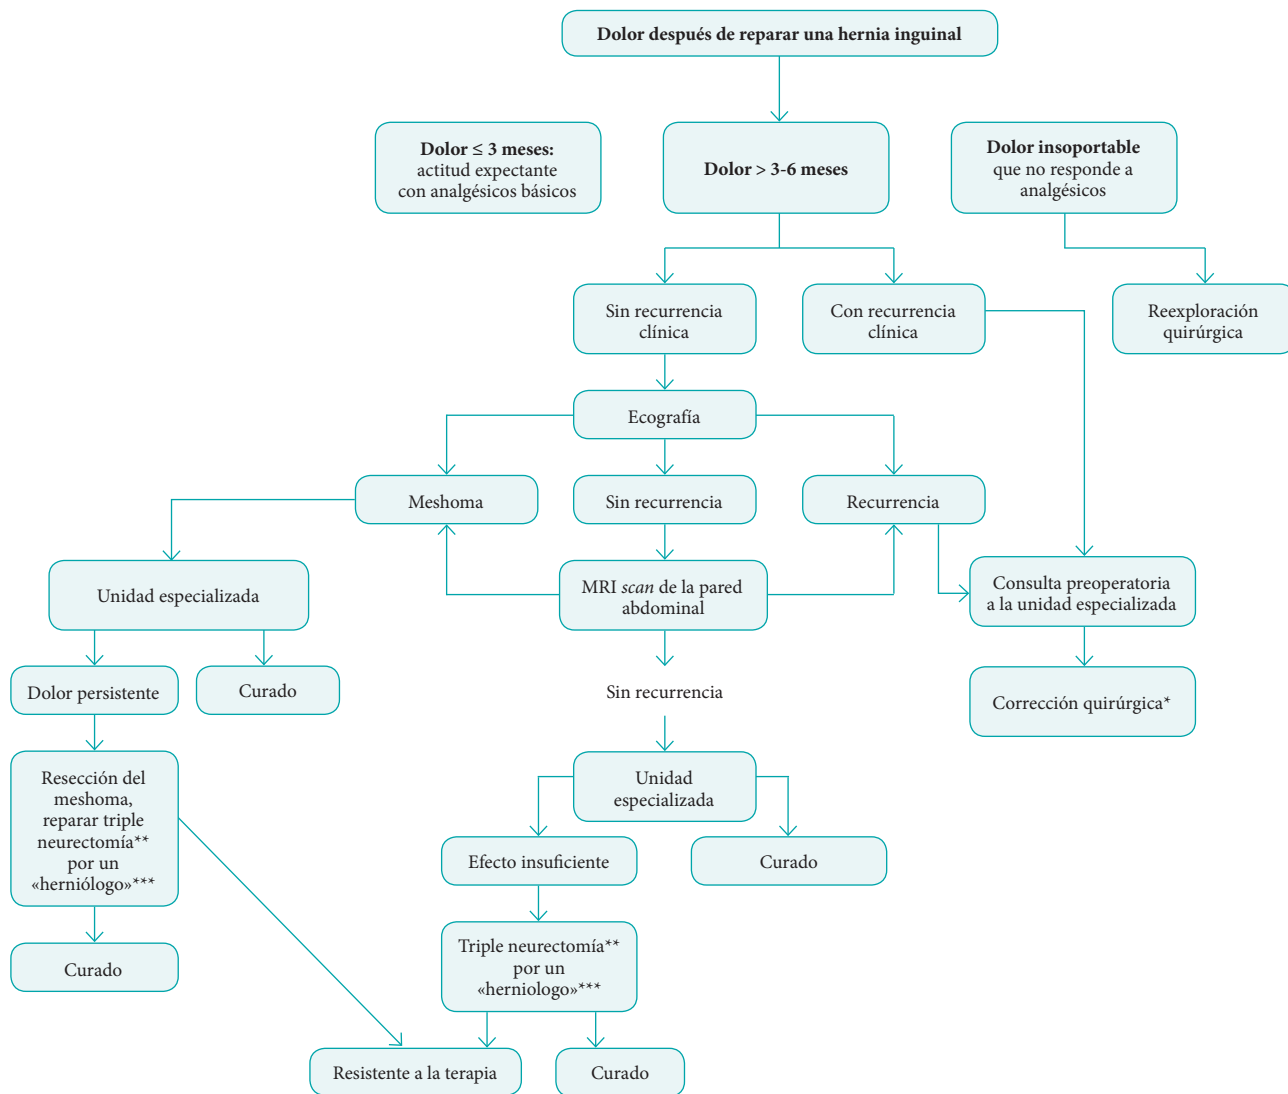 Dolor después de reparar una hernia inguinal
Dolor ≤ 3 meses:
actitud expectante
con analgésicos básicos
Dolor > 3-6 meses
Dolor insoportable
que no responde a
analgésicos
Sin recurrencia
clínica
Con recurrencia
clínica
Reexploración
quirúrgica
Ecografía
Meshoma
Sin recurrencia
Recurrencia
Unidad especializada
MRI scan de la pared
abdominal
Consulta preoperatoria
a la unidad especializada
Dolor persistente
Curado
Sin recurrencia
Corrección quirúrgica*
Resección del
meshoma,
reparar triple
neurectomía**
por un
«herniólogo»***
Unidad
especializada
Efecto insuficiente
Curado
Curado
Triple neurectomía**
por un
«herniologo»***
Resistente a la terapia
Curado